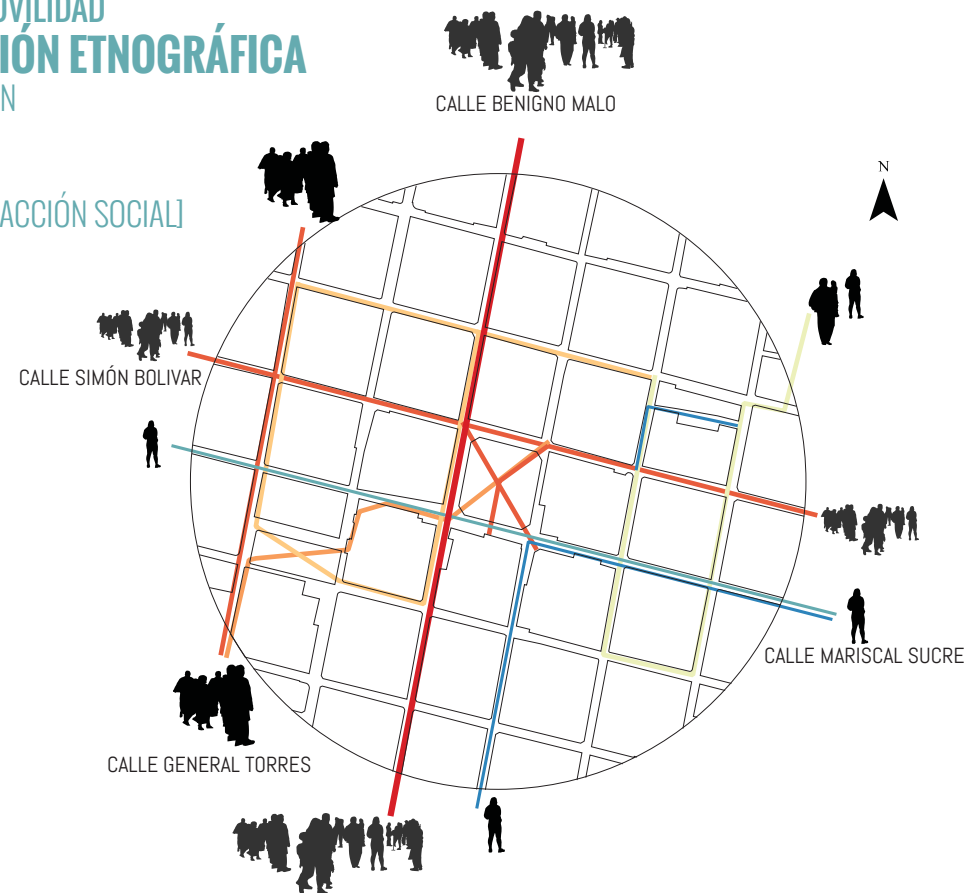 OVILIDAD
IÓN ETNOGRÁFICA
N
ACCIÓN SOCIAL]
CALLE BENIGNO MALO
N
CALLE SIMÓN BOLIVAR
CALLE MARISCAL SUCRE
CALLE GENERAL TORRES